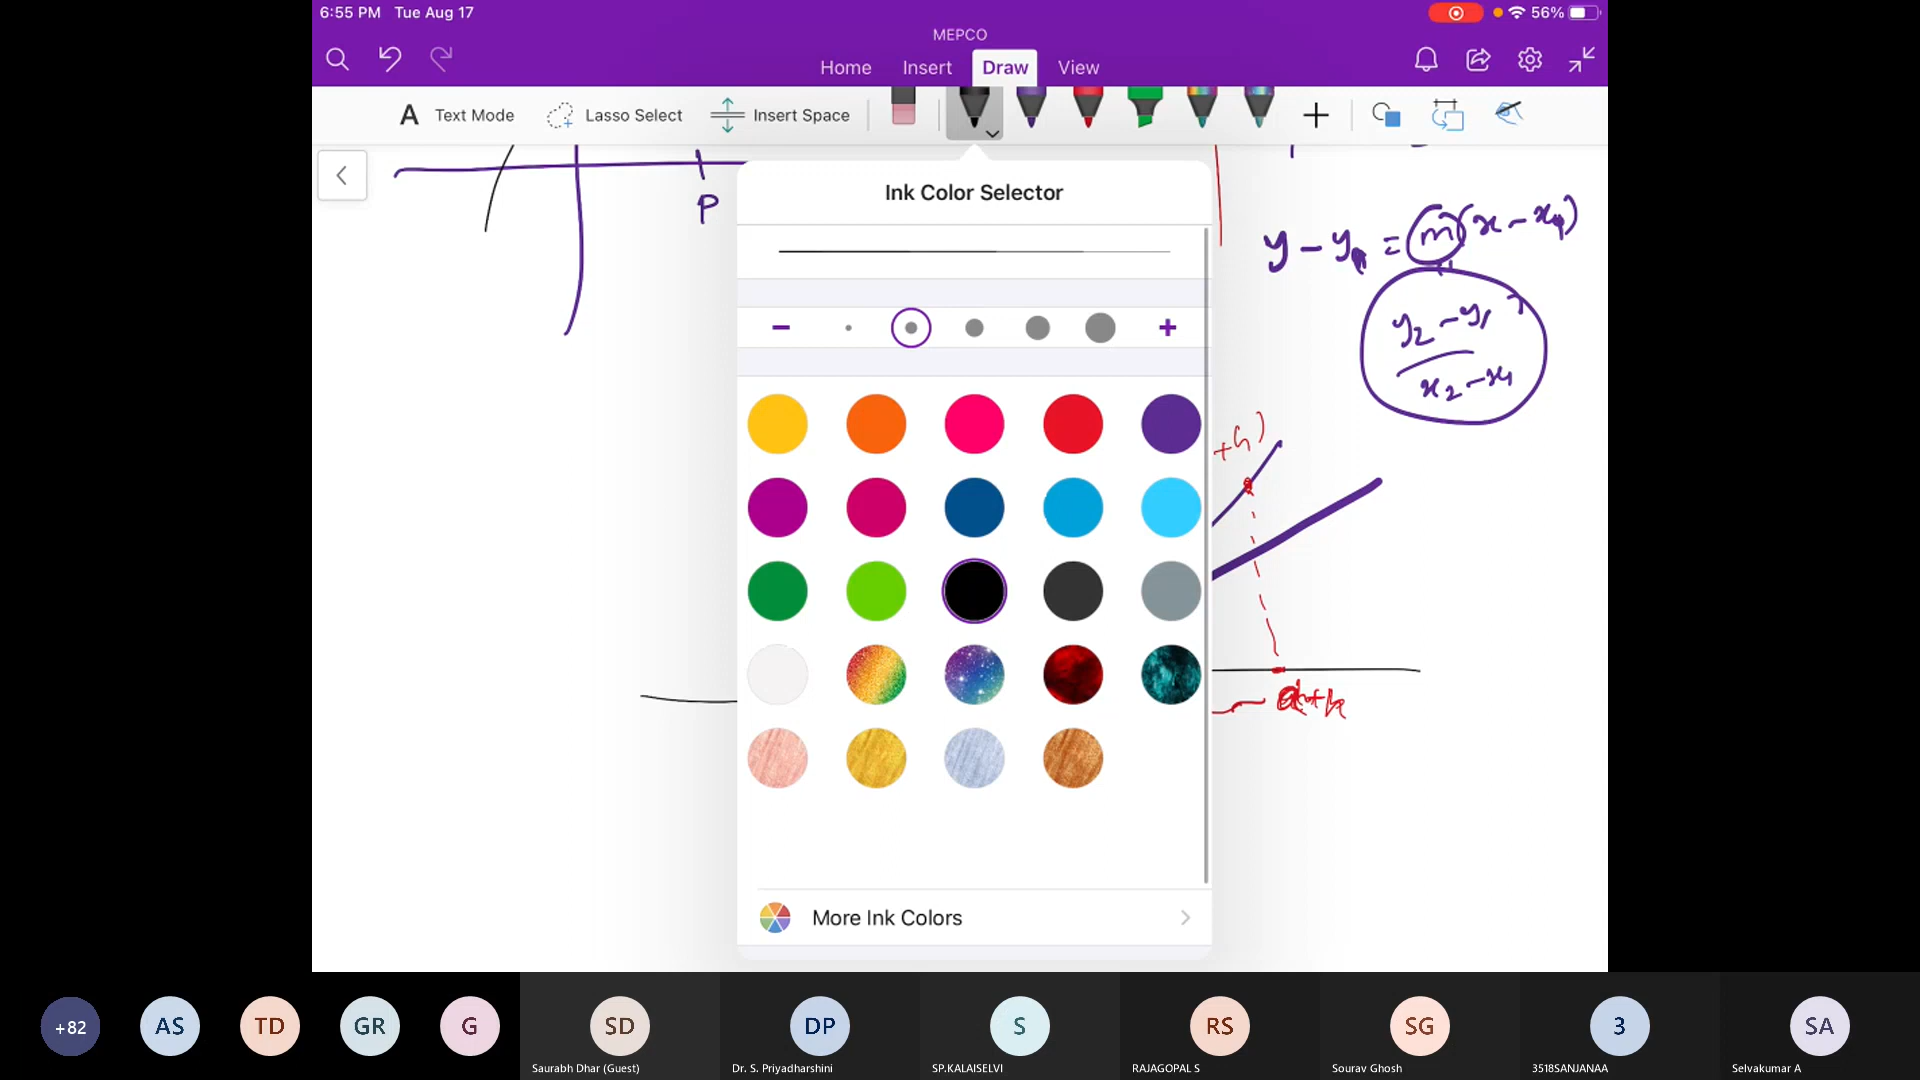 6:55 PM Tue Aug 17
56%
MEPCO
Home Insert Draw View
A Text Mode Lasso Select Insert Space
Ink Color Selector
P
y - y₁ = m(x - x₁)
y₂ - y₁
x₂ - x₁
+h)
a+h
More Ink Colors
+82 AS TD GR G SD DP S RS SG 3 SA
Saurabh Dhar (Guest) Dr. S. Priyadharshini SP.KALAISELVI RAJAGOPAL S Sourav Ghosh 3518SANJANAA Selvakumar A